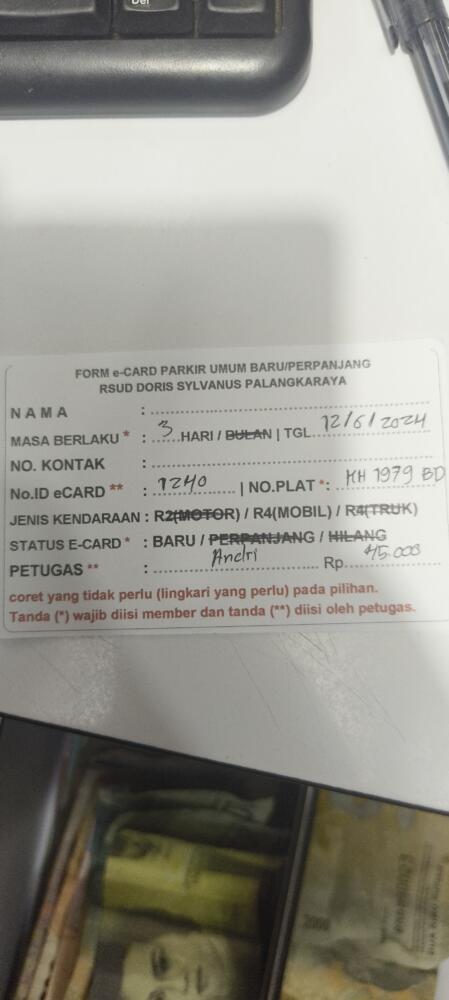 Del
FORM e-CARD PARKIR UMUM BARU/PERPANJANG
RSUD DORIS SYLVANUS PALANGKARAYA
NAMA :
MASA BERLAKU * : 3 HARI / BULAN | TGL 12/6/2024
NO. KONTAK :
No.ID eCARD ** : 1240 | NO.PLAT *: KH 1979 BD
JENIS KENDARAAN : R2(MOTOR) / R4(MOBIL) / R4(TRUK)
STATUS E-CARD * : BARU / PERPANJANG / HILANG
PETUGAS ** : Andri Rp. 45.000
coret yang tidak perlu (lingkari yang perlu) pada pilihan.
Tanda (*) wajib diisi member dan tanda (**) diisi oleh petugas.